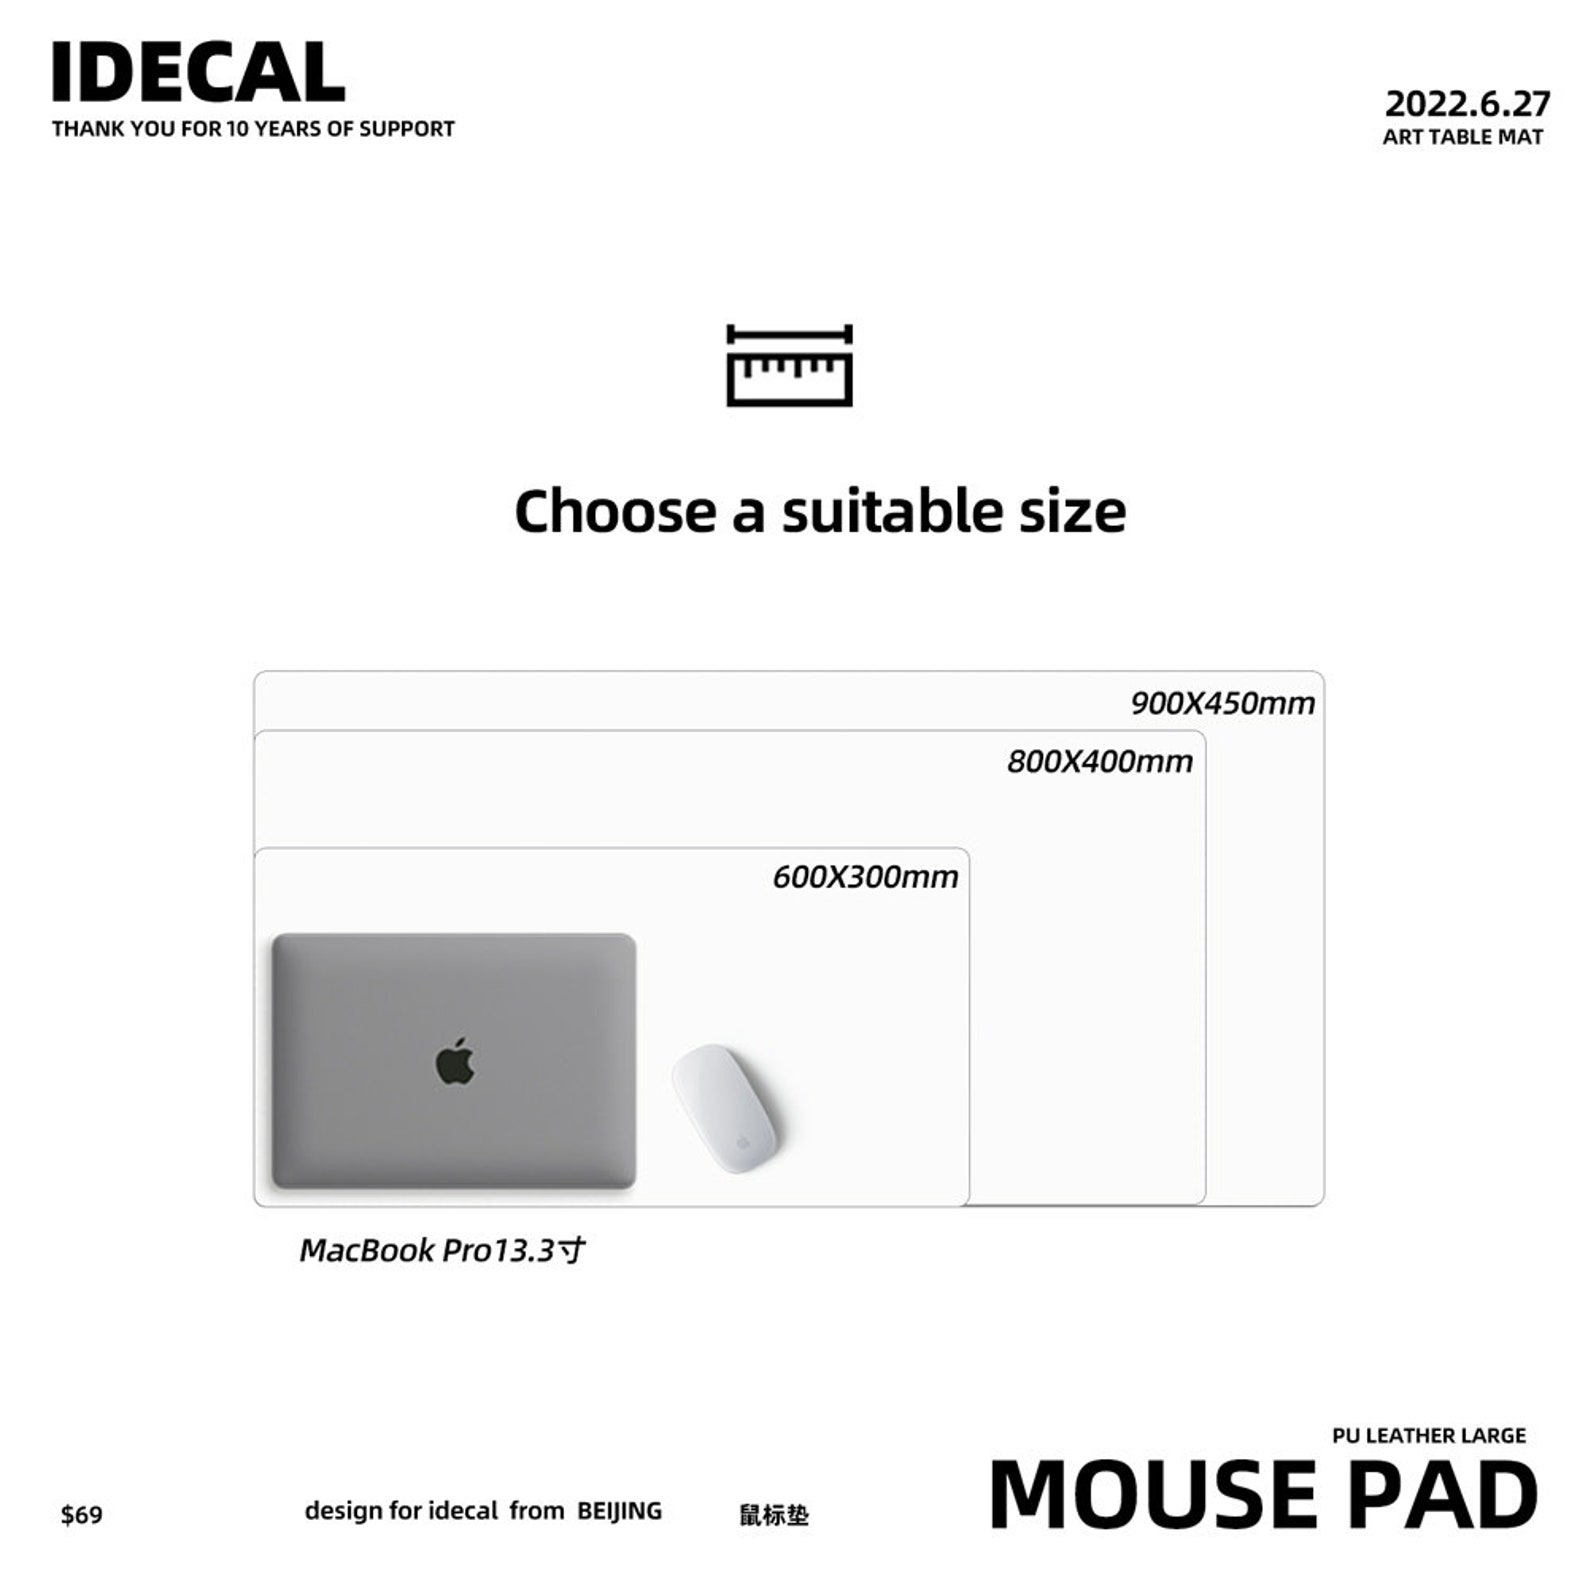 IDECAL
THANK YOU FOR 10 YEARS OF SUPPORT
2022.6.27
ART TABLE MAT
Choose a suitable size
900X450mm
800X400mm
600X300mm
MacBook Pro13.3寸
PU LEATHER LARGE
MOUSE PAD
$69
design for idecal from BEIJING
鼠标垫